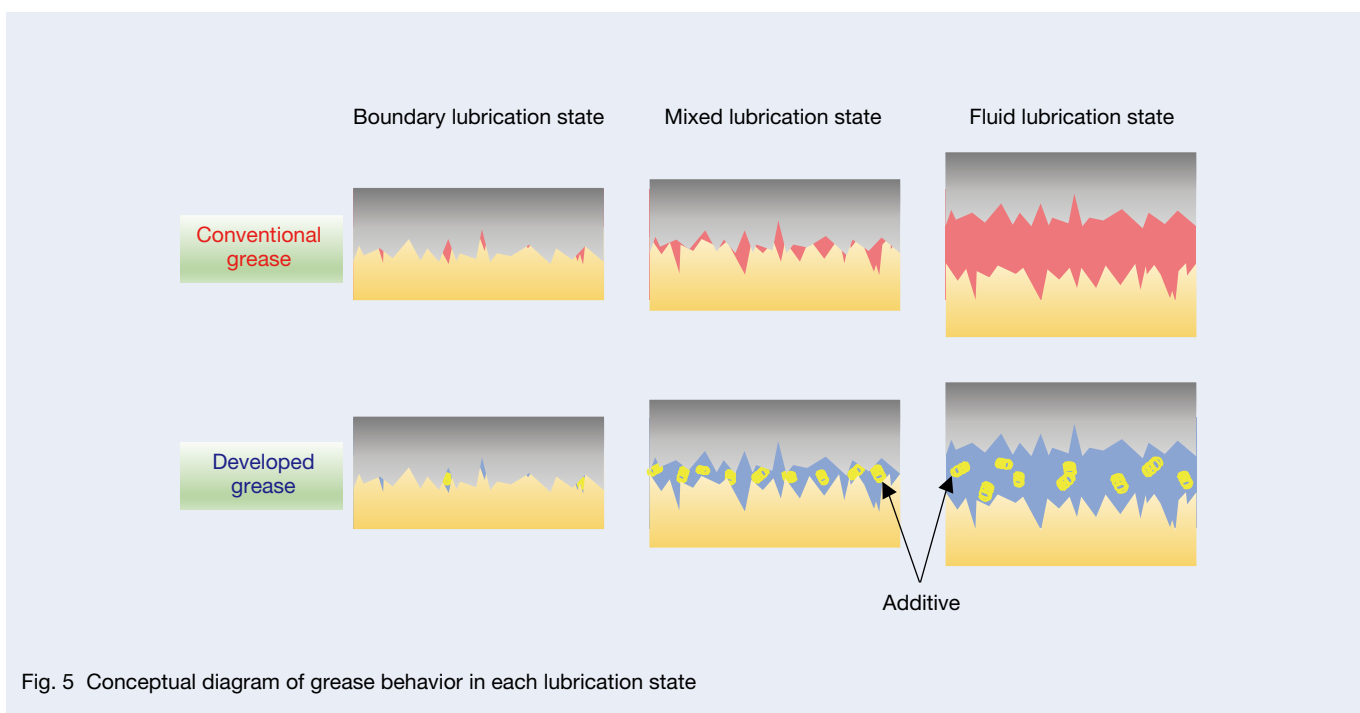 Boundary lubrication state
Mixed lubrication state
Fluid lubrication state
Conventional
grease
Developed
grease
Additive
Fig. 5 Conceptual diagram of grease behavior in each lubrication state